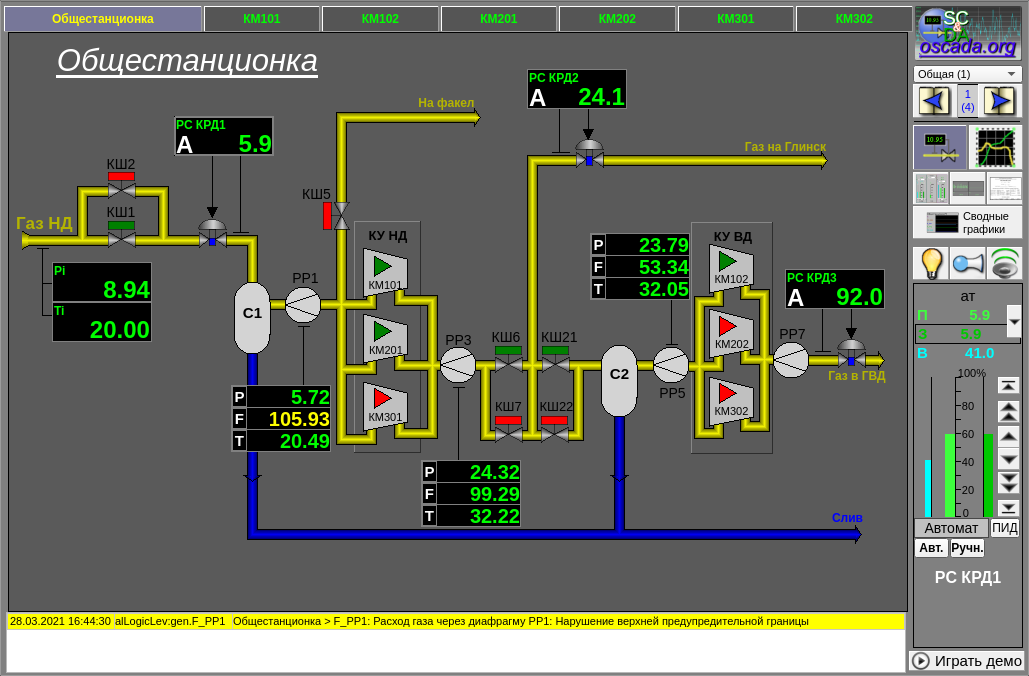 Общестанционка КМ101 КМ102 КМ201 КМ202 КМ301 КМ302
SC
&
DA
oscada.org
Общестанционка
Общая (1)
1
(4)
РС КРД2
А 24.1
На факел
РС КРД1
А 5.9
Газ на Глинск
10.95
КШ2
КШ5
КШ1
Газ НД
КУ НД
КУ ВД
Сводные
графики
P 23.79
F 53.34
T 32.05
Pi
8.94
Ti
20.00
РР1
КМ101
КМ102
РС КРД3
А 92.0
ат
П 5.9
З 5.9
В 41.0
С1
КМ201
РР3
КШ6
КШ21
КМ202
РР7
С2
Газ в ГВД
100%
80
60
40
20
0
P 5.72
F 105.93
T 20.49
КМ301
КШ7
КШ22
РР5
КМ302
P 24.32
F 99.29
T 32.22
Слив
Автомат ПИД
Авт. Ручн.
РС КРД1
28.03.2021 16:44:30 alLogicLev:gen.F_PP1 Общестанционка > F_PP1: Расход газа через диафрагму РР1: Нарушение верхней предупредительной границы
Играть демо